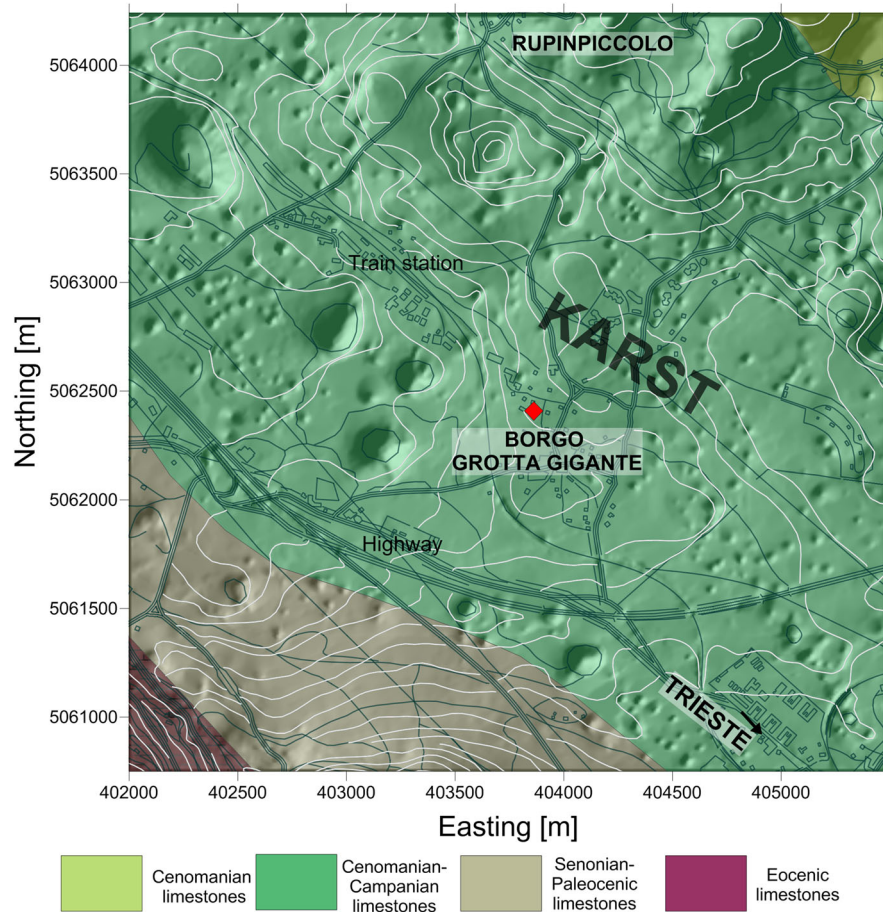 RUPINPICCOLO
5064000
5063500
5063000
5062500
5062000
5061500
5061000
Northing [m]
Train station
KARST
BORGO
GROTTA GIGANTE
Highway
TRIESTE
402000
402500
403000
403500
404000
404500
405000
Easting [m]
Cenomanian
limestones
Cenomanian-
Campanian
limestones
Senonian-
Paleocenic
limestones
Eocenic
limestones